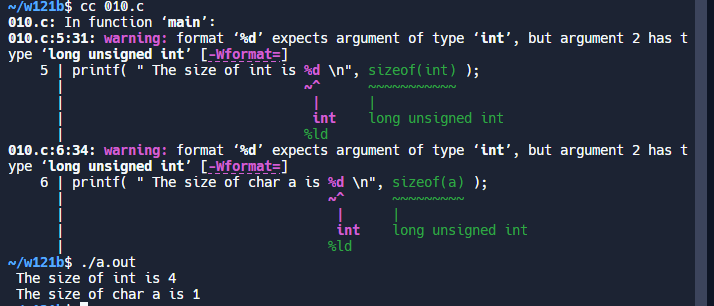 ~/w121b$ cc 010.c
010.c: In function ‘main’:
010.c:5:31: warning: format ‘%d’ expects argument of type ‘int’, but argument 2 has t
ype ‘long unsigned int’ [-Wformat=]
    5 | printf( " The size of int is %d \n", sizeof(int) );
      |                              ~^      ~~~~~~~~~~~
      |                               |      |
      |                               int    long unsigned int
      |                              %ld
010.c:6:34: warning: format ‘%d’ expects argument of type ‘int’, but argument 2 has t
ype ‘long unsigned int’ [-Wformat=]
    6 | printf( " The size of char a is %d \n", sizeof(a) );
      |                                 ~^      ~~~~~~~~~
      |                                  |      |
      |                                  int    long unsigned int
      |                                 %ld
~/w121b$ ./a.out
 The size of int is 4
 The size of char a is 1